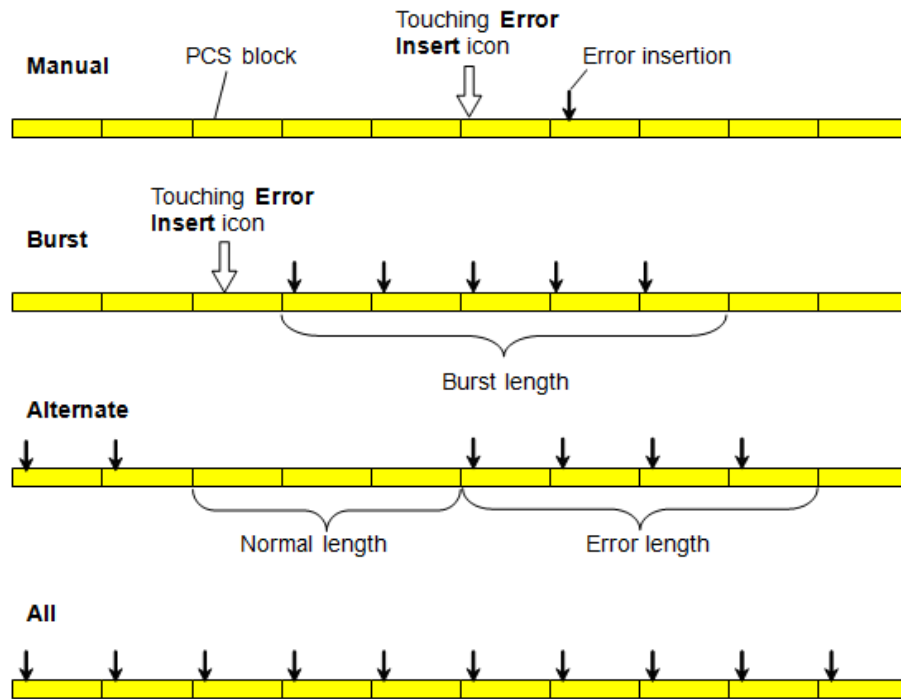 Touching Error
Insert icon
Manual
PCS block
Error insertion
Touching Error
Insert icon
Burst
Burst length
Alternate
Normal length
Error length
All